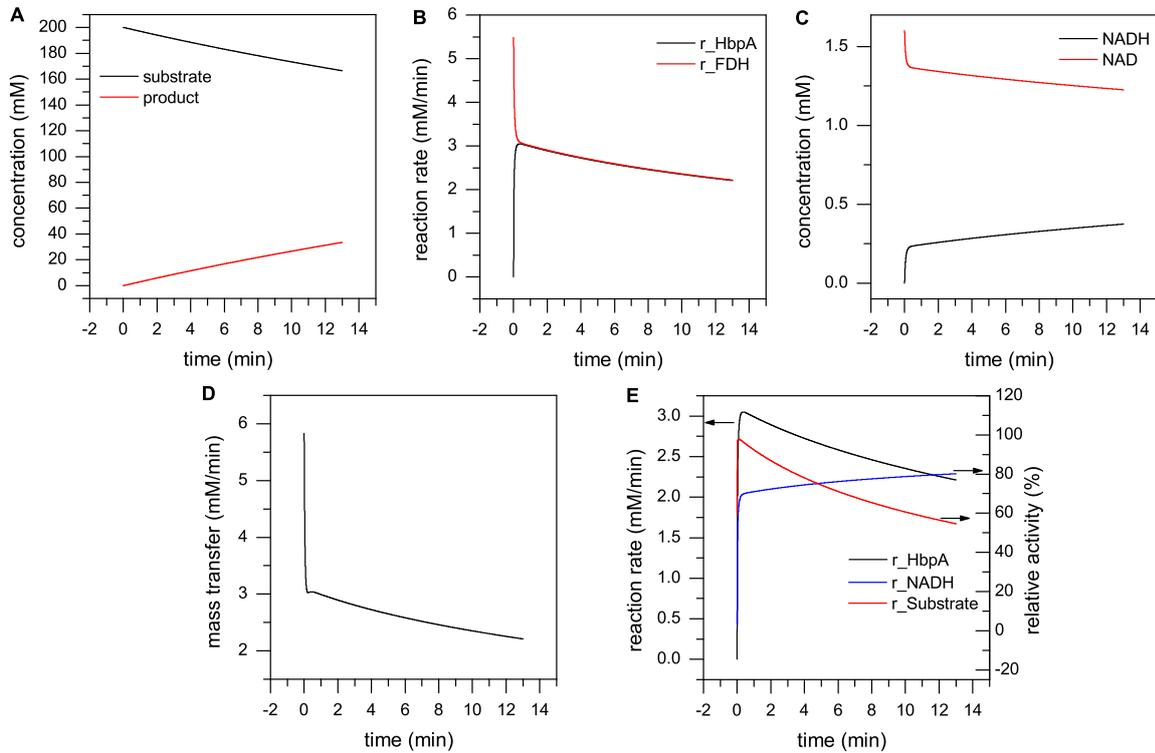 A
concentration (mM)
200
180
160
140
120
100
80
60
40
20
0
substrate
product
-2 0 2 4 6 8 10 12 14
time (min)
B
reaction rate (mM/min)
6
5
4
3
2
1
0
r_HbpA
r_FDH
-2 0 2 4 6 8 10 12 14
time (min)
C
concentration (mM)
1.5
1.0
0.5
0.0
NADH
NAD
-2 0 2 4 6 8 10 12 14
time (min)
D
mass transfer (mM/min)
6
5
4
3
2
-2 0 2 4 6 8 10 12 14
time (min)
E
reaction rate (mM/min)
3.0
2.5
2.0
1.5
1.0
0.5
0.0
r_HbpA
r_NADH
r_Substrate
120
100
80
60
40
20
0
-20
relative activity (%)
-2 0 2 4 6 8 10 12 14
time (min)